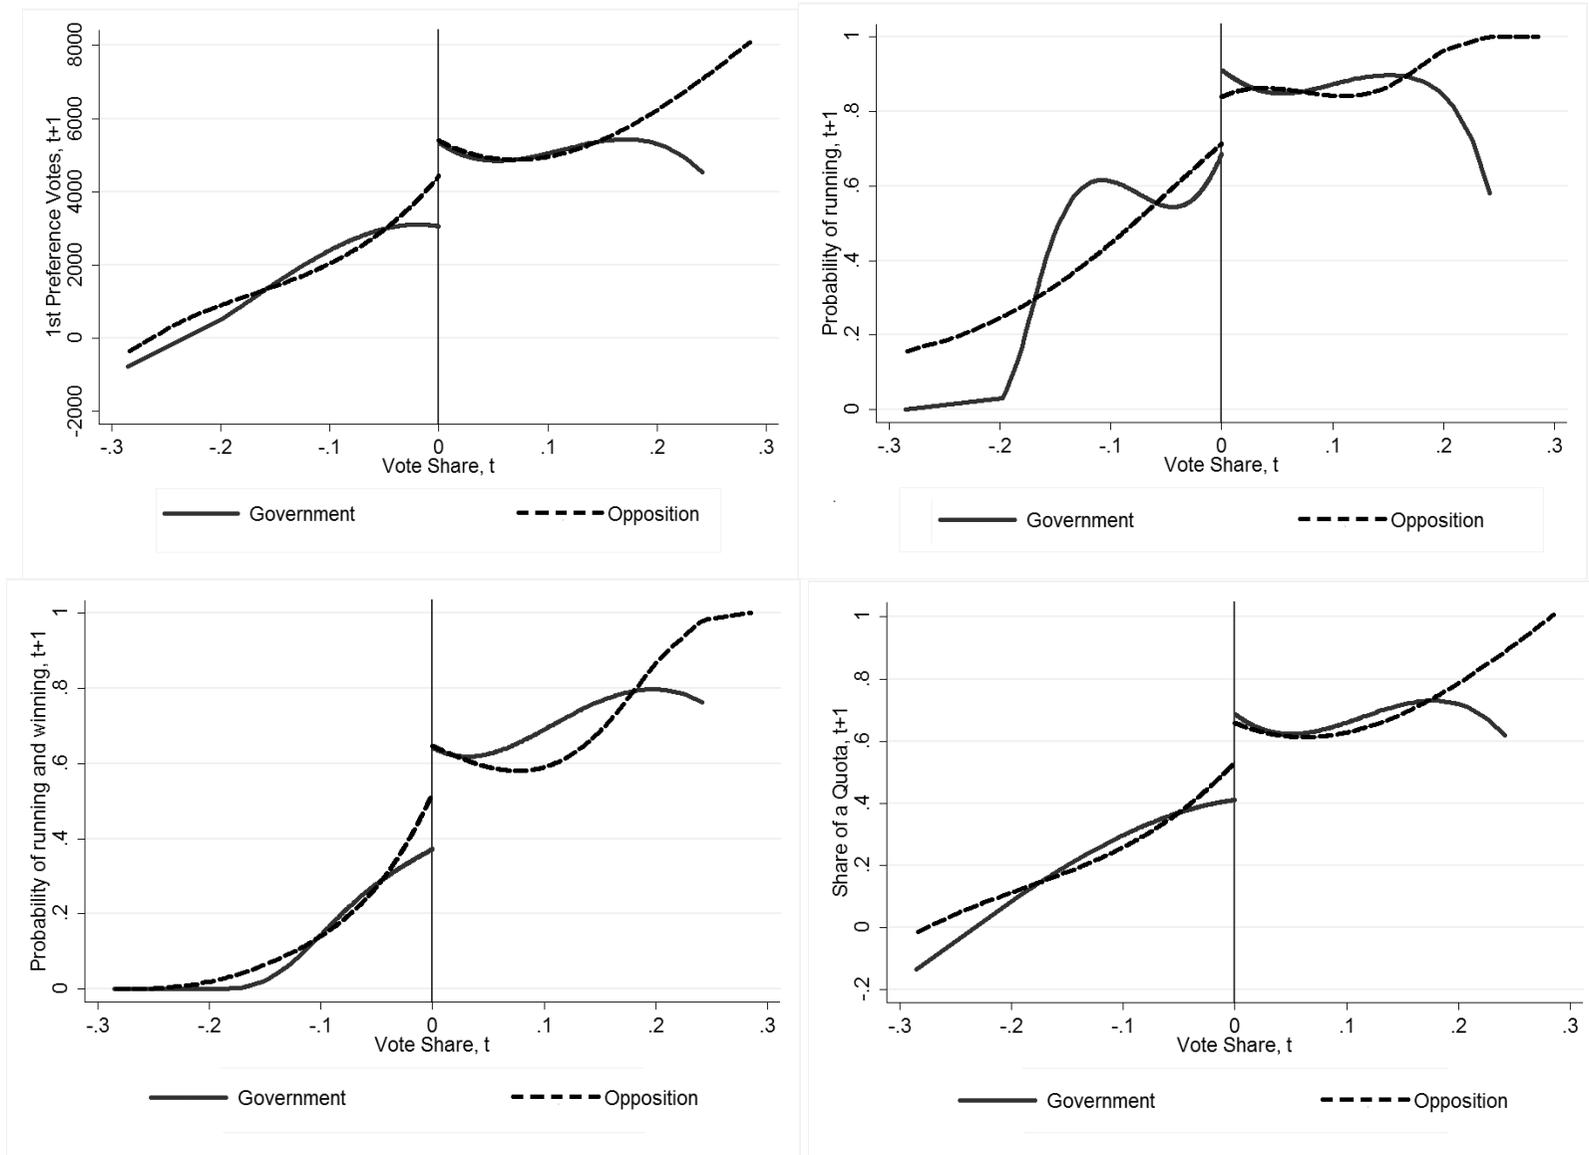 1st Preference Votes, t+1
8000
6000
4000
2000
0
-2000
-.3 -.2 -.1 0 .1 .2 .3
Vote Share, t
Government Opposition
Probability of running, t+1
1
.8
.6
.4
.2
0
-.3 -.2 -.1 0 .1 .2 .3
Vote Share, t
Government Opposition
Probability of running and winning, t+1
1
.8
.6
.4
.2
0
-.3 -.2 -.1 0 .1 .2 .3
Vote Share, t
Government Opposition
Share of a Quota, t+1
1
.8
.6
.4
.2
0
-.2
-.3 -.2 -.1 0 .1 .2 .3
Vote Share, t
Government Opposition